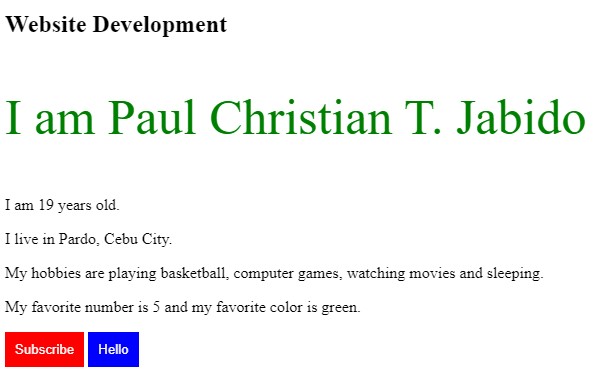 Website Development
I am Paul Christian T. Jabido
I am 19 years old.
I live in Pardo, Cebu City.
My hobbies are playing basketball, computer games, watching movies and sleeping.
My favorite number is 5 and my favorite color is green.
Subscribe Hello